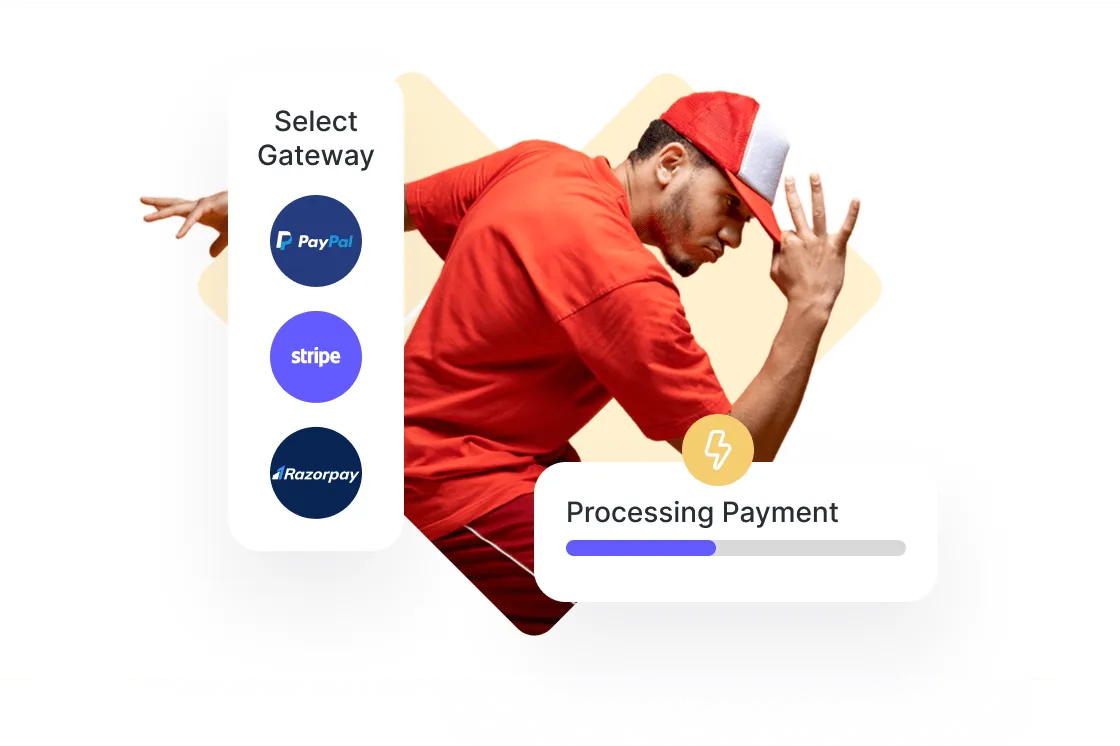 Select
Gateway
PayPal
stripe
Razorpay
Processing Payment